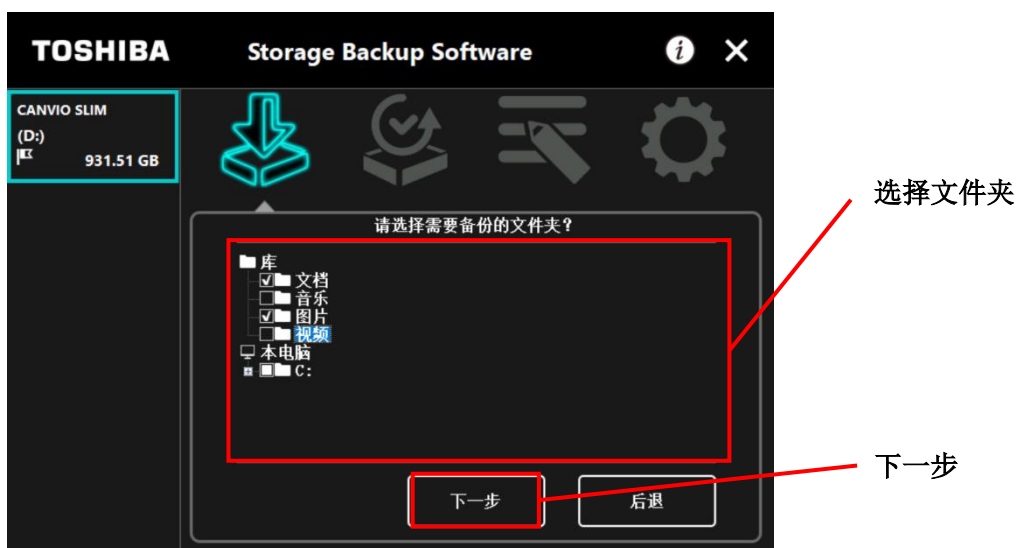 TOSHIBA Storage Backup Software
CANVIO SLIM
(D:)
931.51 GB
请选择需要备份的文件夹?
库
文档
音乐
图片
视频
本电脑
C:
下一步 后退
选择文件夹
下一步